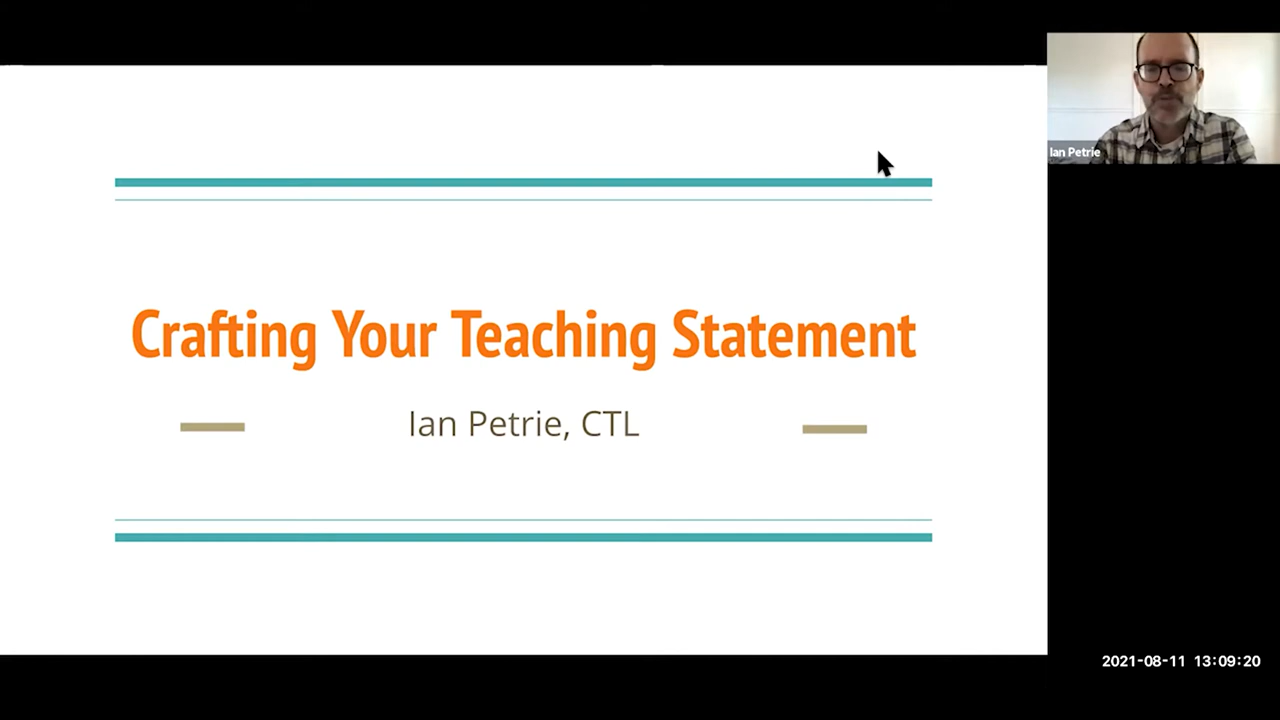 Ian Petrie
Crafting Your Teaching Statement
Ian Petrie, CTL
2021-08-11 13:09:20